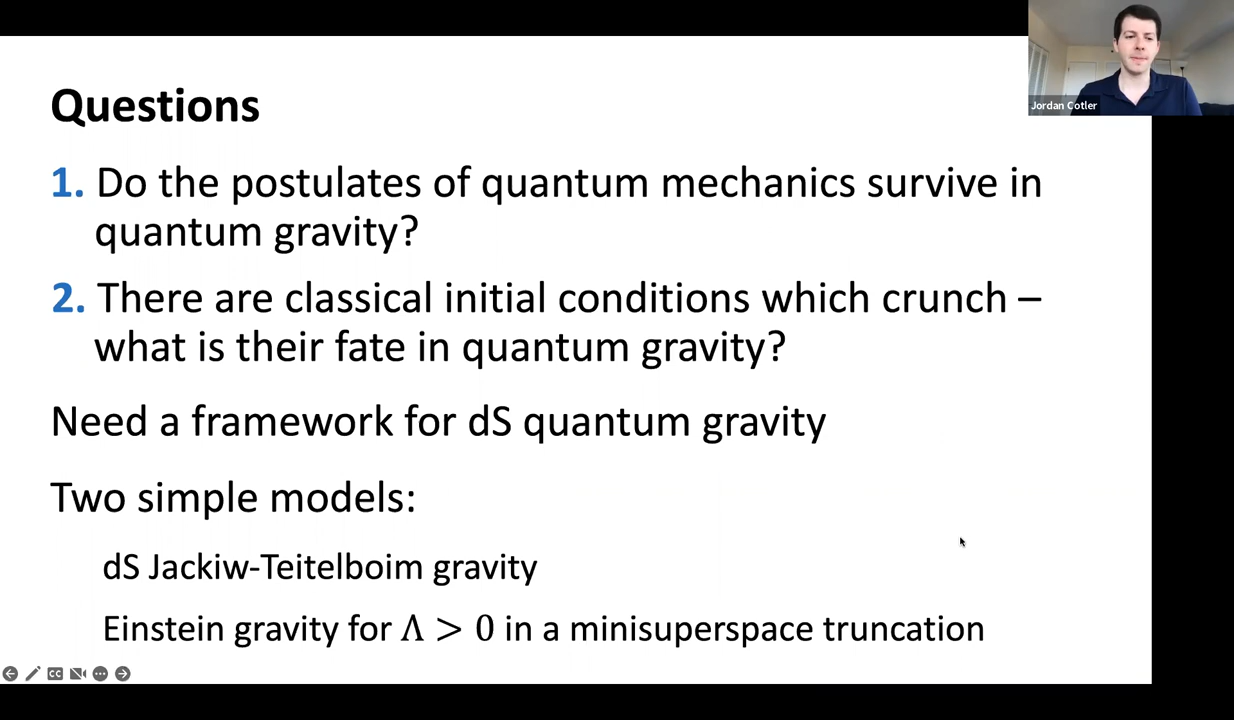 Questions
Jordan Cotler
1. Do the postulates of quantum mechanics survive in
quantum gravity?
2. There are classical initial conditions which crunch –
what is their fate in quantum gravity?
Need a framework for dS quantum gravity
Two simple models:
dS Jackiw-Teitelboim gravity
Einstein gravity for Λ > 0 in a minisuperspace truncation
CC